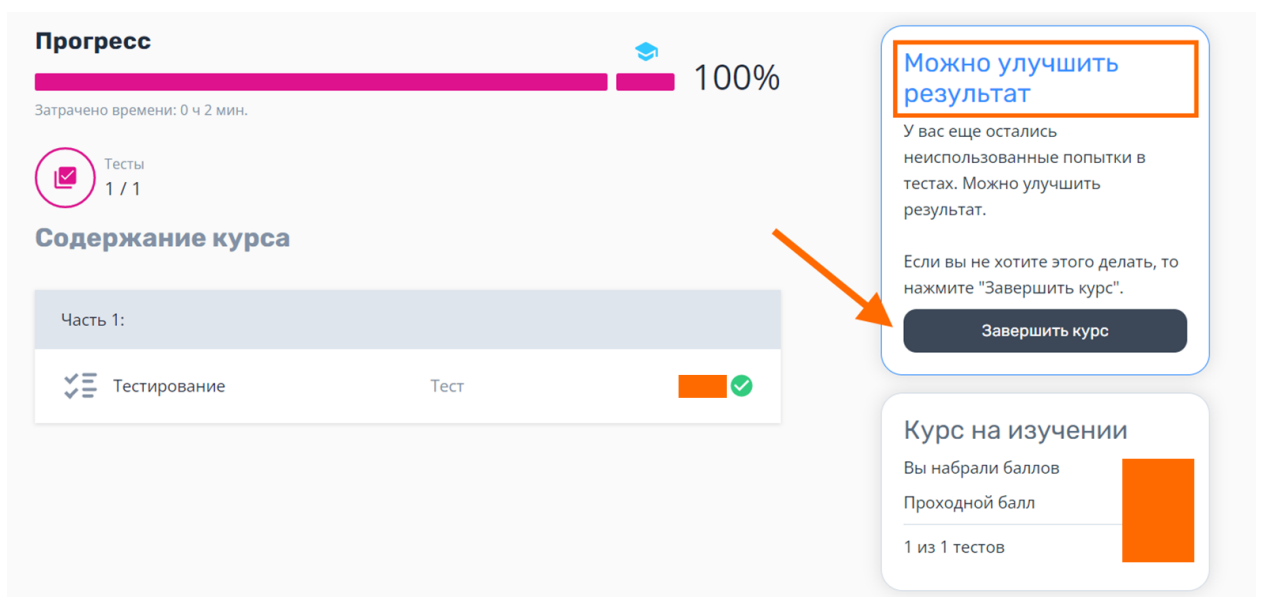 Прогресс
100%
Затрачено времени: 0 ч 2 мин.
Тесты
1 / 1
Содержание курса
Часть 1:
Тестирование
Тест
Можно улучшить
результат
У вас еще остались
неиспользованные попытки в
тестах. Можно улучшить
результат.
Если вы не хотите этого делать, то
нажмите "Завершить курс".
Завершить курс
Курс на изучении
Вы набрали баллов
Проходной балл
1 из 1 тестов